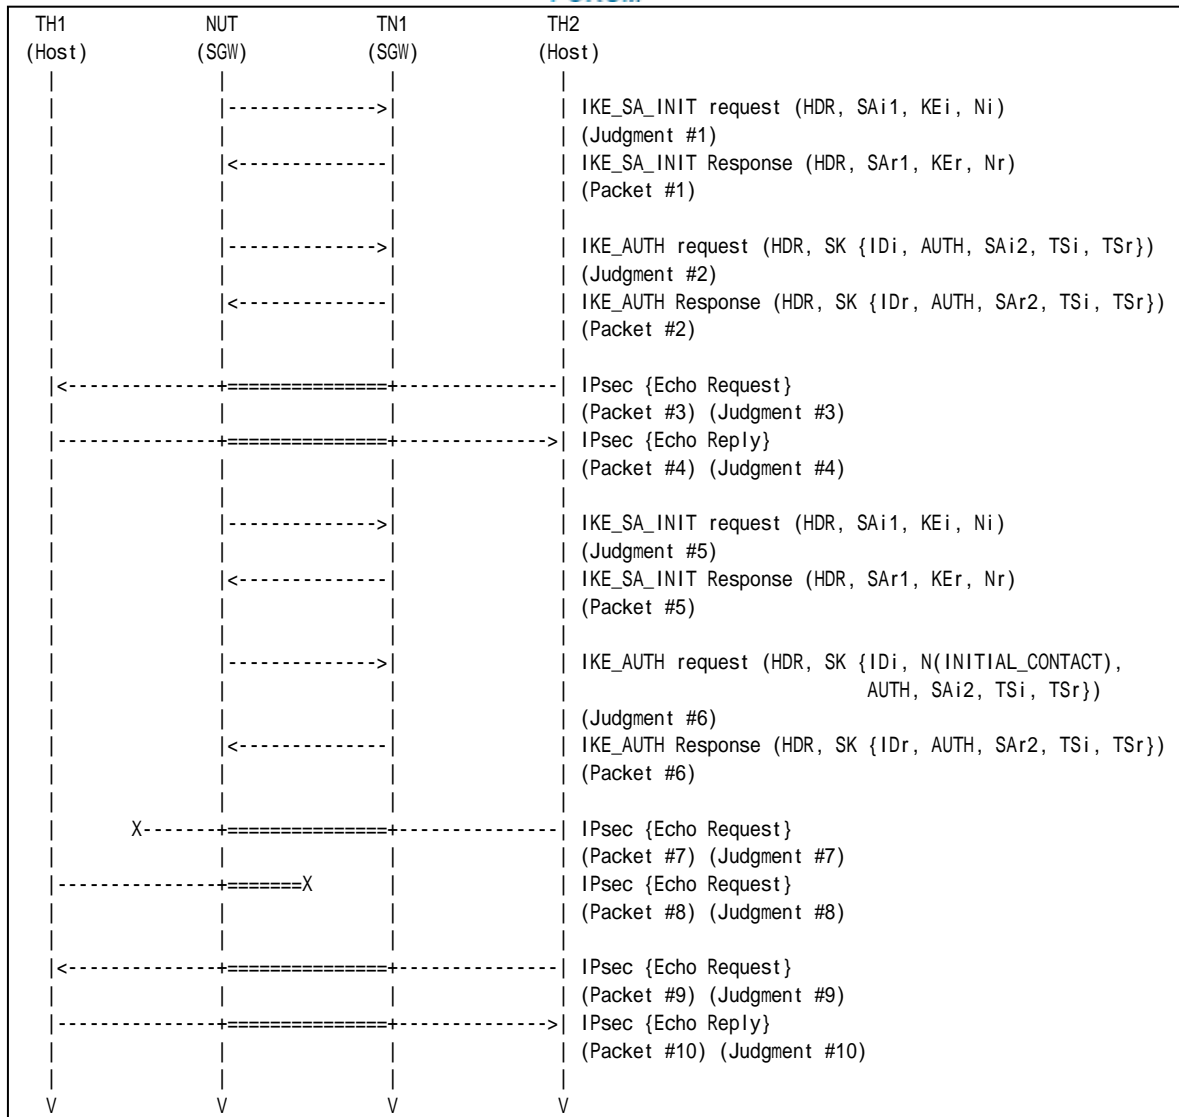 TH1 NUT TN1 TH2
(Host) (SGW) (SGW) (Host)
| | | |
| |-------------->| | IKE_SA_INIT request (HDR, SAi1, KEi, Ni)
| | | | (Judgment #1)
| |<--------------| | IKE_SA_INIT Response (HDR, SAr1, KEr, Nr)
| | | | (Packet #1)
| | | |
| |-------------->| | IKE_AUTH request (HDR, SK {IDi, AUTH, SAi2, TSi, TSr})
| | | | (Judgment #2)
| |<--------------| | IKE_AUTH Response (HDR, SK {IDr, AUTH, SAr2, TSi, TSr})
| | | | (Packet #2)
| | | |
|<--------------+===============+---------------| IPsec {Echo Request}
| | | | (Packet #3) (Judgment #3)
|---------------+===============+-------------->| IPsec {Echo Reply}
| | | | (Packet #4) (Judgment #4)
| | | |
| |-------------->| | IKE_SA_INIT request (HDR, SAi1, KEi, Ni)
| | | | (Judgment #5)
| |<--------------| | IKE_SA_INIT Response (HDR, SAr1, KEr, Nr)
| | | | (Packet #5)
| | | |
| |-------------->| | IKE_AUTH request (HDR, SK {IDi, N(INITIAL_CONTACT),
| | | | AUTH, SAi2, TSi, TSr})
| | | | (Judgment #6)
| |<--------------| | IKE_AUTH Response (HDR, SK {IDr, AUTH, SAr2, TSi, TSr})
| | | | (Packet #6)
| | | |
| X-------+===============+---------------| IPsec {Echo Request}
| | | | (Packet #7) (Judgment #7)
|---------------+=======X | | IPsec {Echo Request}
| | | | (Packet #8) (Judgment #8)
| | | |
|<--------------+===============+---------------| IPsec {Echo Request}
| | | | (Packet #9) (Judgment #9)
|---------------+===============+-------------->| IPsec {Echo Reply}
| | | | (Packet #10) (Judgment #10)
| | | |
V V V V